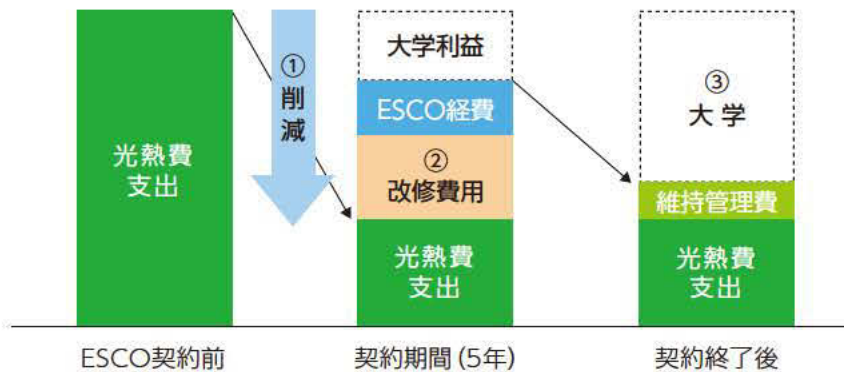 光熱費
支出
①
削
減
大学利益
ESCO経費
②
改修費用
光熱費
支出
③
大学
維持管理費
光熱費
支出
ESCO契約前
契約期間(5年)
契約終了後